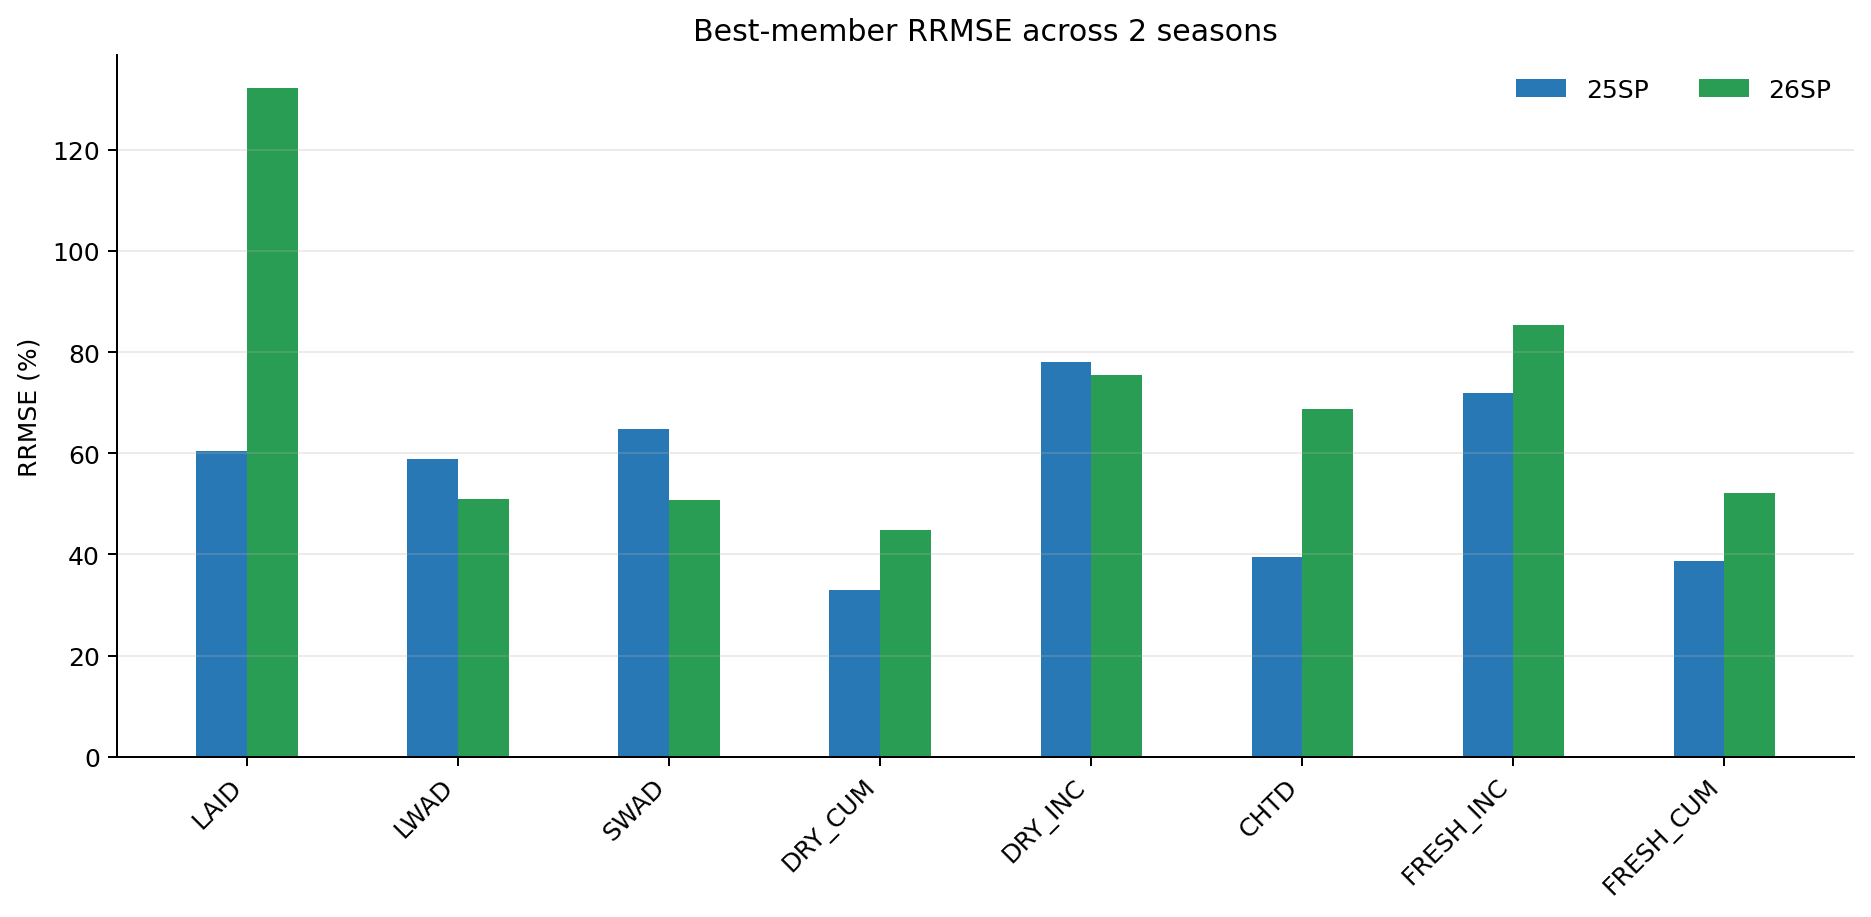 Best-member RRMSE across 2 seasons
25SP 26SP
RRMSE (%)
120
100
80
60
40
20
0
LAID LWAD SWAD DRY_CUM DRY_INC CHTD FRESH_INC FRESH_CUM